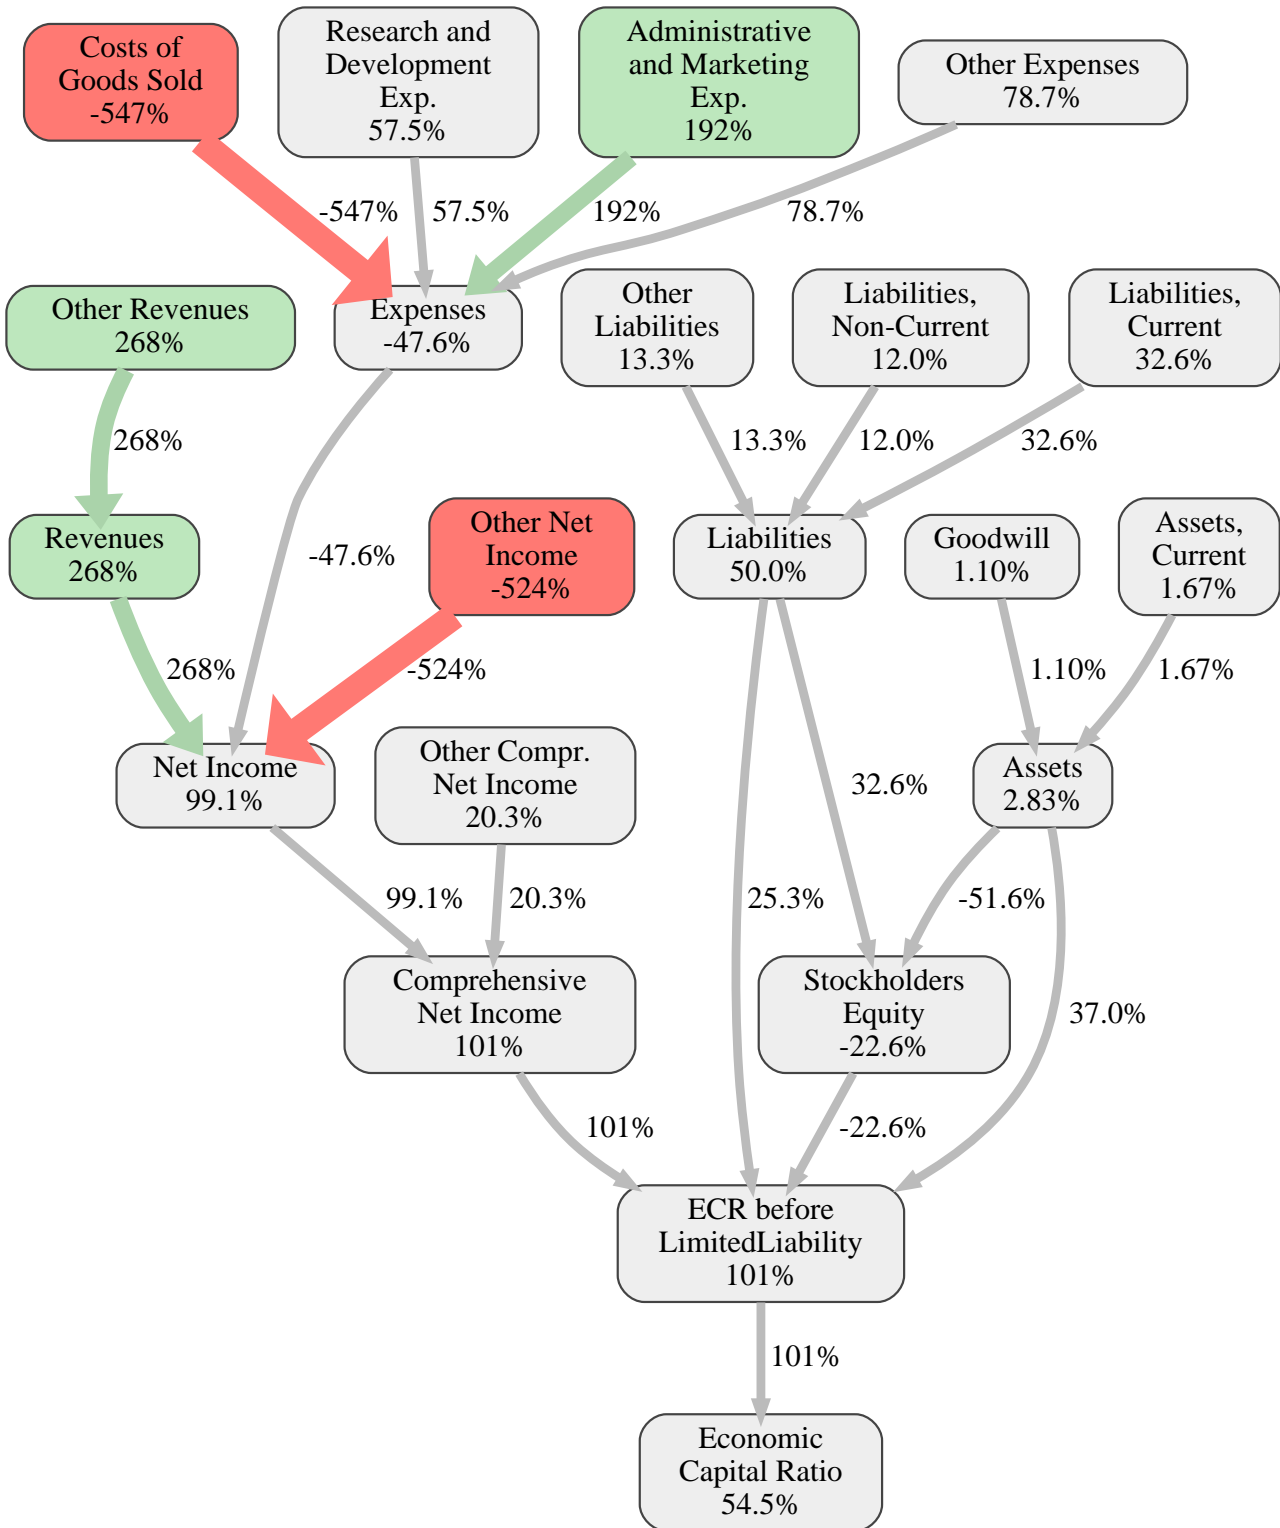 Costs of
Goods Sold
-547%
Research and
Development
Exp.
57.5%
Administrative
and Marketing
Exp.
192%
Other Expenses
78.7%
-547%
57.5%
192%
78.7%
Other Revenues
268%
Expenses
-47.6%
Other
Liabilities
13.3%
Liabilities,
Non-Current
12.0%
Liabilities,
Current
32.6%
268%
13.3%
12.0%
32.6%
Revenues
268%
-47.6%
Other Net
Income
-524%
Liabilities
50.0%
Goodwill
1.10%
Assets,
Current
1.67%
268%
-524%
1.10%
1.67%
Net Income
99.1%
Other Compr.
Net Income
20.3%
32.6%
Assets
2.83%
99.1%
20.3%
25.3%
-51.6%
Comprehensive
Net Income
101%
Stockholders
Equity
-22.6%
37.0%
101%
-22.6%
ECR before
LimitedLiability
101%
101%
Economic
Capital Ratio
54.5%